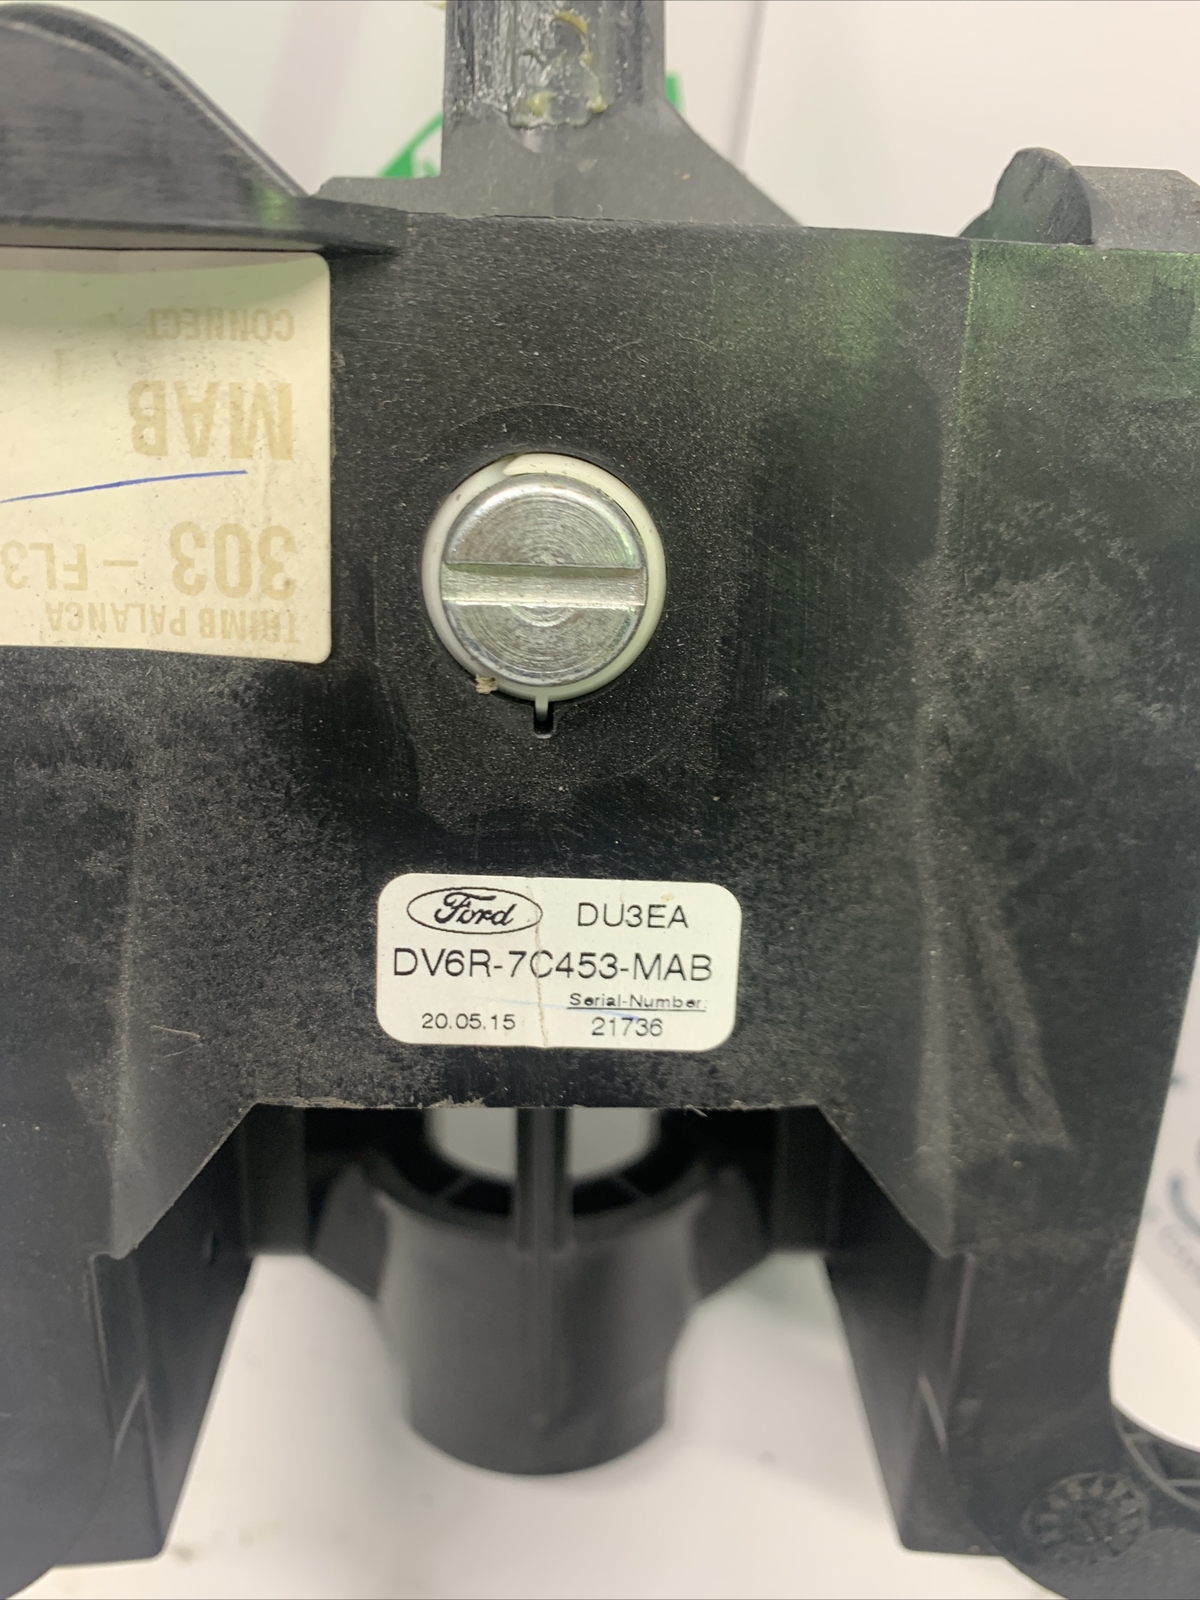 TRIMB PALANCA
303 - FL3
MAB
CONNECT
Ford DU3EA
DV6R-7C453-MAB
Serial-Number:
20.05.15 21736